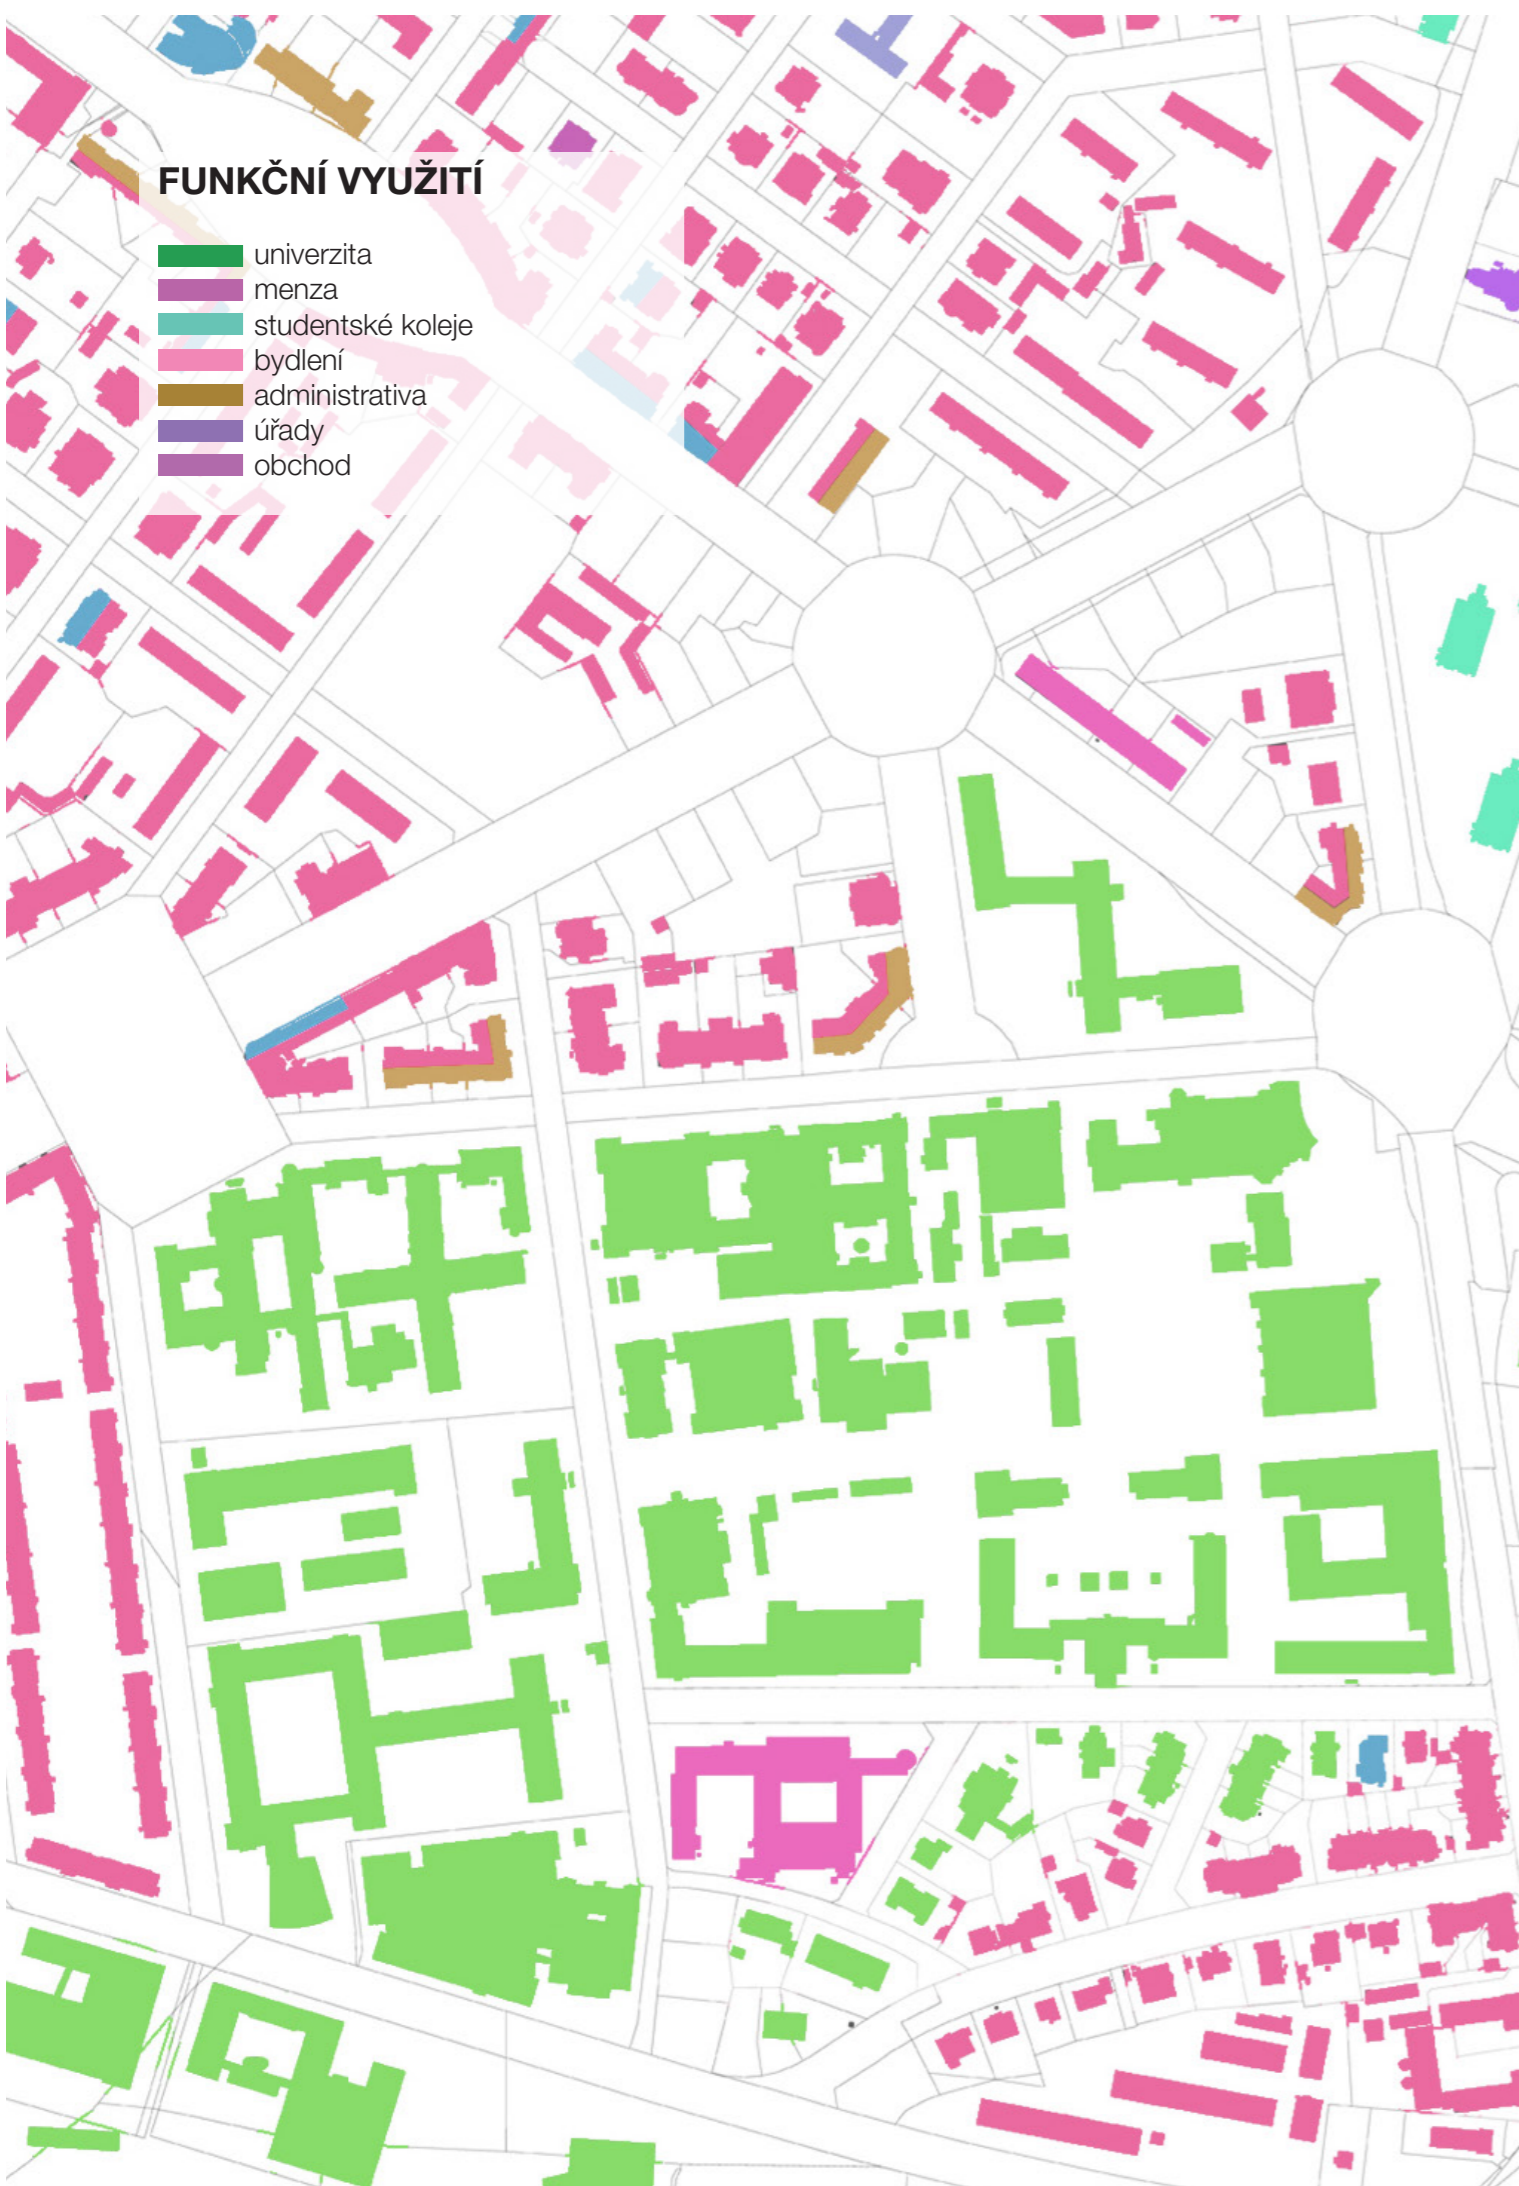 FUNKČNÍ VYUŽITÍ
univerzita
menza
studentské koleje
bydlení
administrativa
úřady
obchod